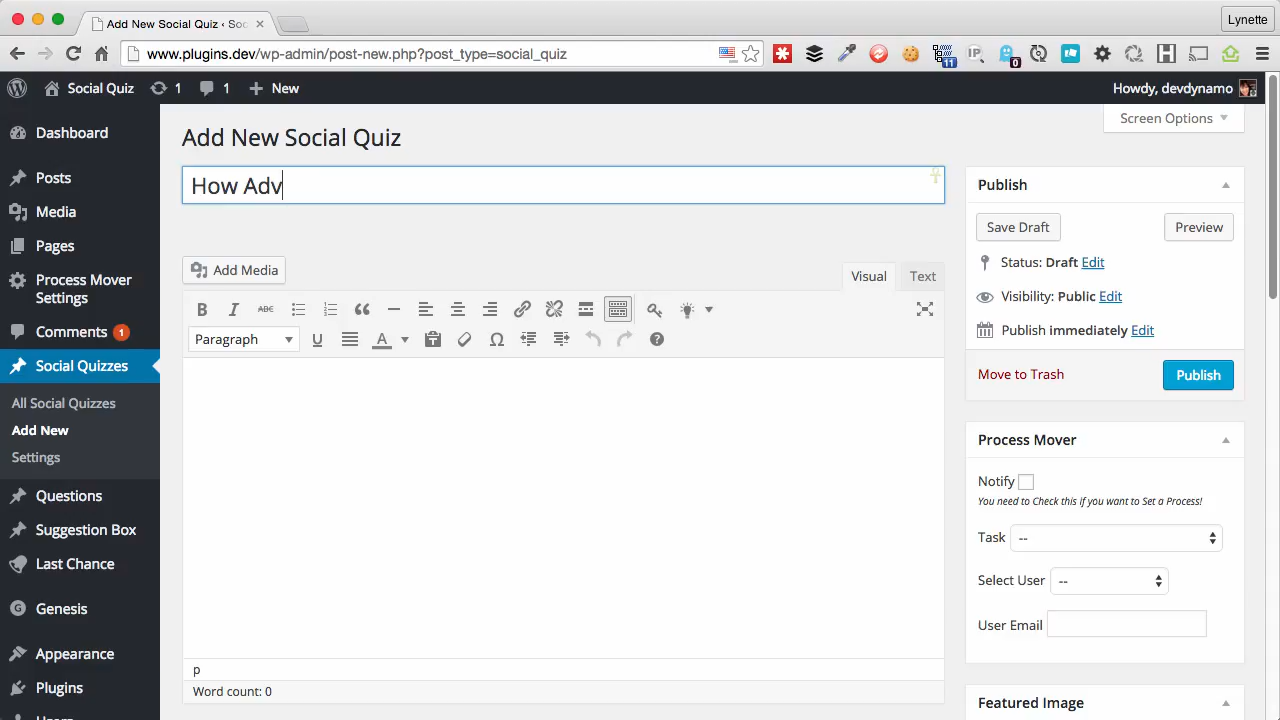 Add New Social Quiz ‹ Soc
Lynette
www.plugins.dev/wp-admin/post-new.php?post_type=social_quiz
11
IP
0
Social Quiz
1
1
New
Howdy, devdynamo
Dashboard
Posts
Media
Pages
Process Mover
Settings
Comments 1
Social Quizzes
All Social Quizzes
Add New
Settings
Questions
Suggestion Box
Last Chance
Genesis
Appearance
Plugins
Screen Options
Add New Social Quiz
How Adv
Add Media
Visual
Text
B I ABC
Paragraph
U A Ω
p
Word count: 0
Publish
Save Draft
Preview
Status: Draft Edit
Visibility: Public Edit
Publish immediately Edit
Move to Trash
Publish
Process Mover
Notify
You need to Check this if you want to Set a Process!
Task --
Select User --
User Email
Featured Image